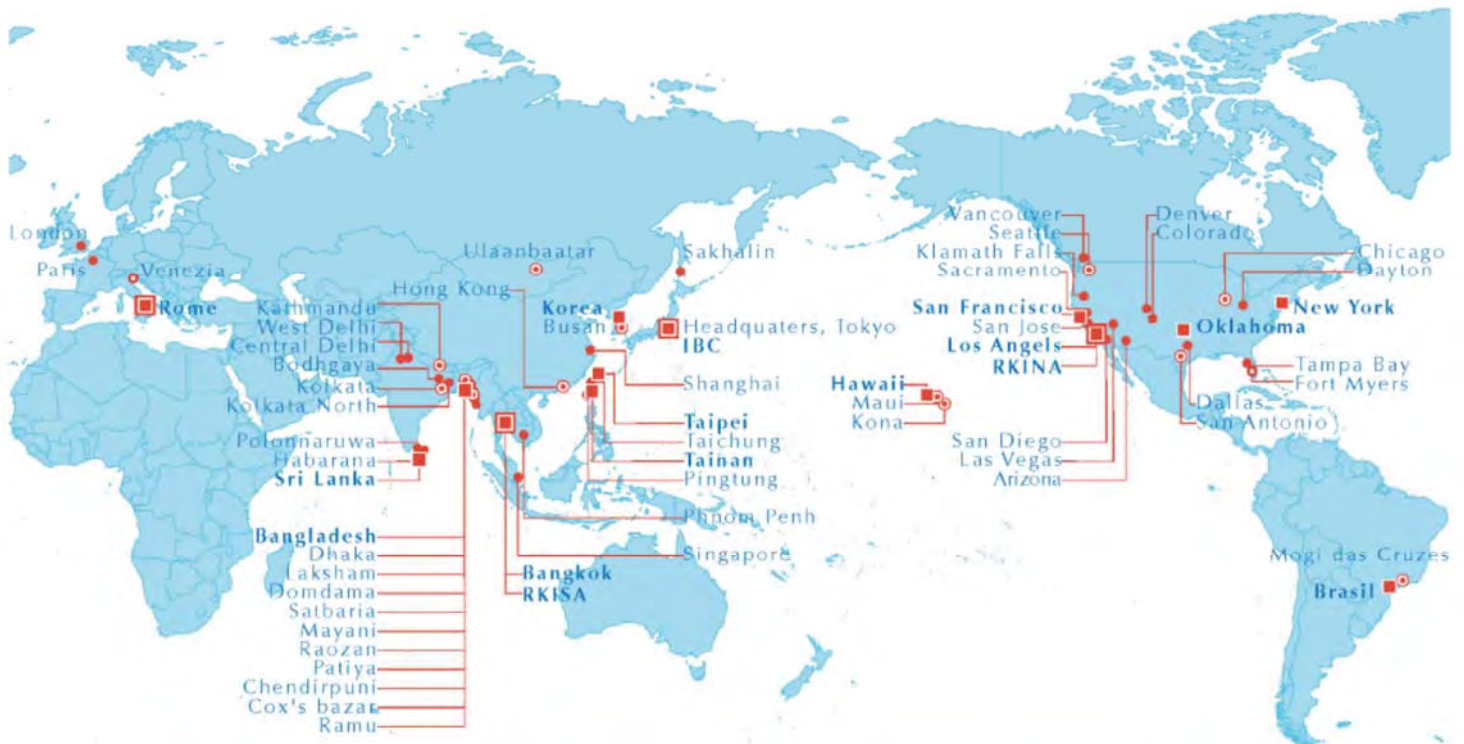 London
Paris
Venezia
Rome
Kathmandu
West Delhi
Central Delhi
Bodhgaya
Kolkata
Kolkata North
Polonnaruwa
Habarana
Sri Lanka
Bangladesh
Dhaka
Laksham
Domdama
Satbaria
Mayani
Raozan
Patiya
Chendirpuni
Cox's bazar
Ramu
Ulaanbaatar
Hong Kong
Korea
Busan
Sakhalin
Headquaters, Tokyo
IBC
Shanghai
Taipei
Taichung
Tainan
Pingtung
Phnom Penh
Singapore
Bangkok
RKISA
Hawaii
Maui
Kona
Vancouver
Seattle
Klamath Falls
Sacramento
San Francisco
San Jose
Los Angels
RKINA
San Diego
Las Vegas
Arizona
Denver
Colorado
Chicago
Dayton
New York
Oklahoma
Tampa Bay
Fort Myers
Dallas
San Antonio
Mogi das Cruzes
Brasil